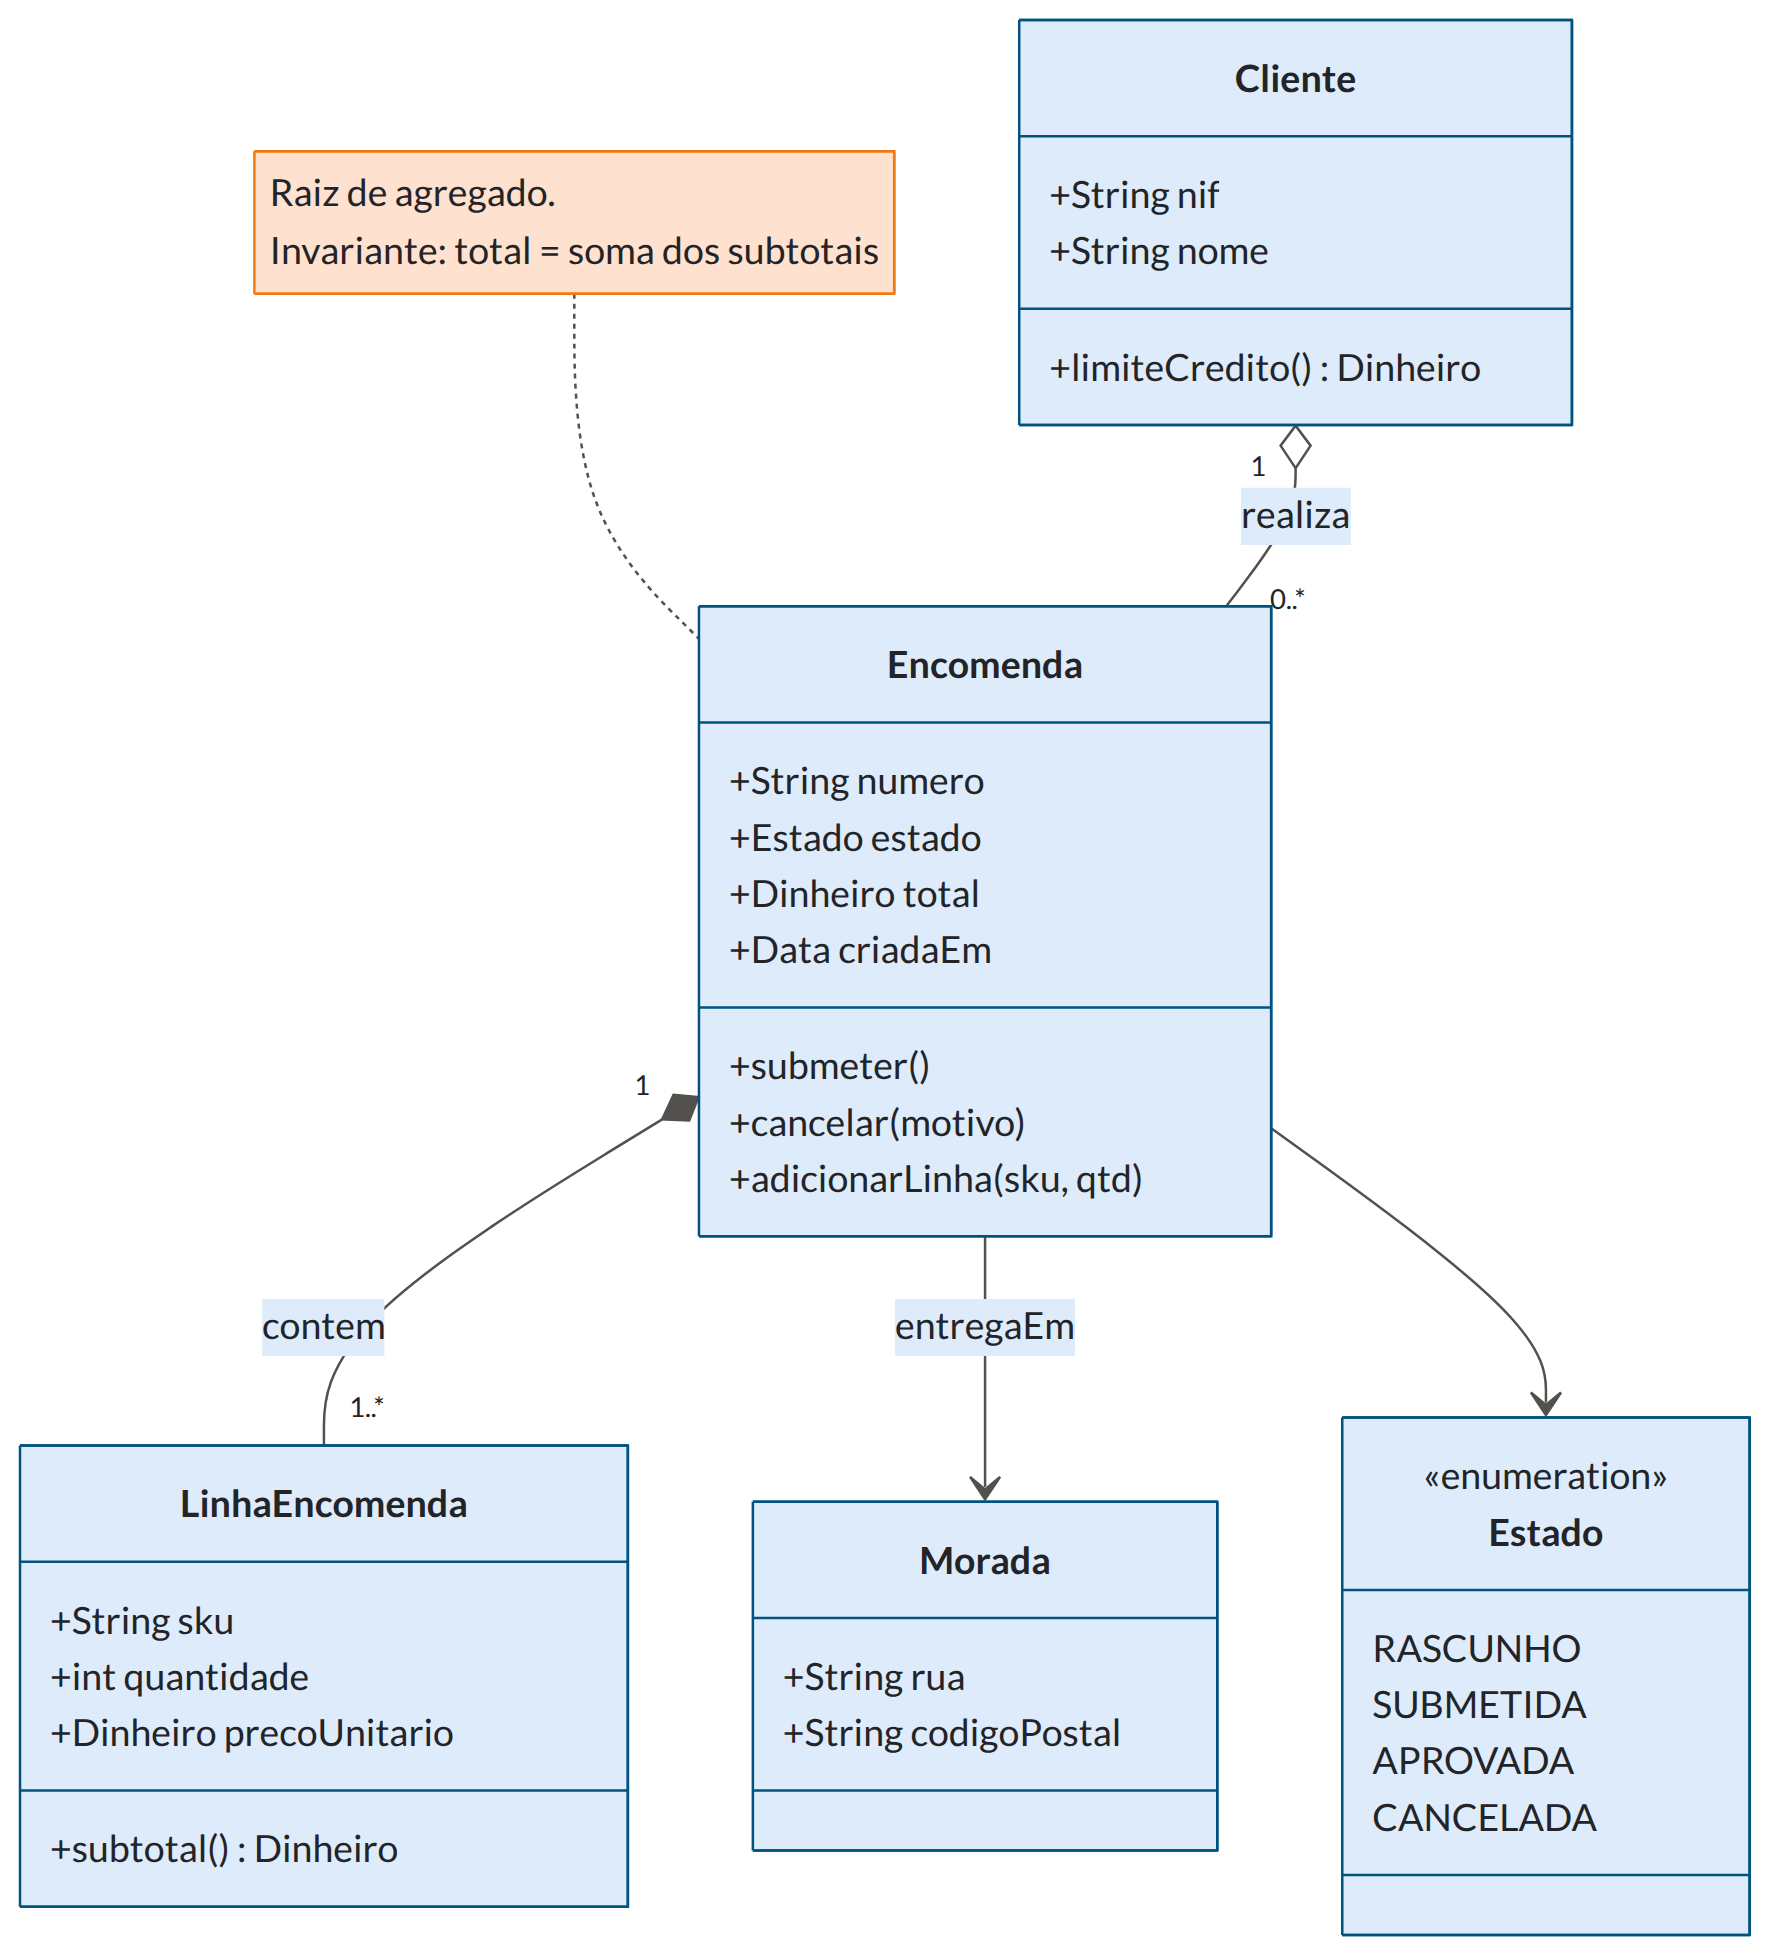 Cliente
+String nif
+String nome
+limiteCredito() : Dinheiro
Raiz de agregado.
Invariante: total = soma dos subtotais
1
realiza
0..*
Encomenda
+String numero
+Estado estado
+Dinheiro total
+Data criadaEm
+submeter()
+cancelar(motivo)
+adicionarLinha(sku, qtd)
1
contem
1..*
entregaEm
LinhaEncomenda
+String sku
+int quantidade
+Dinheiro precoUnitario
+subtotal() : Dinheiro
Morada
+String rua
+String codigoPostal
«enumeration»
Estado
RASCUNHO
SUBMETIDA
APROVADA
CANCELADA